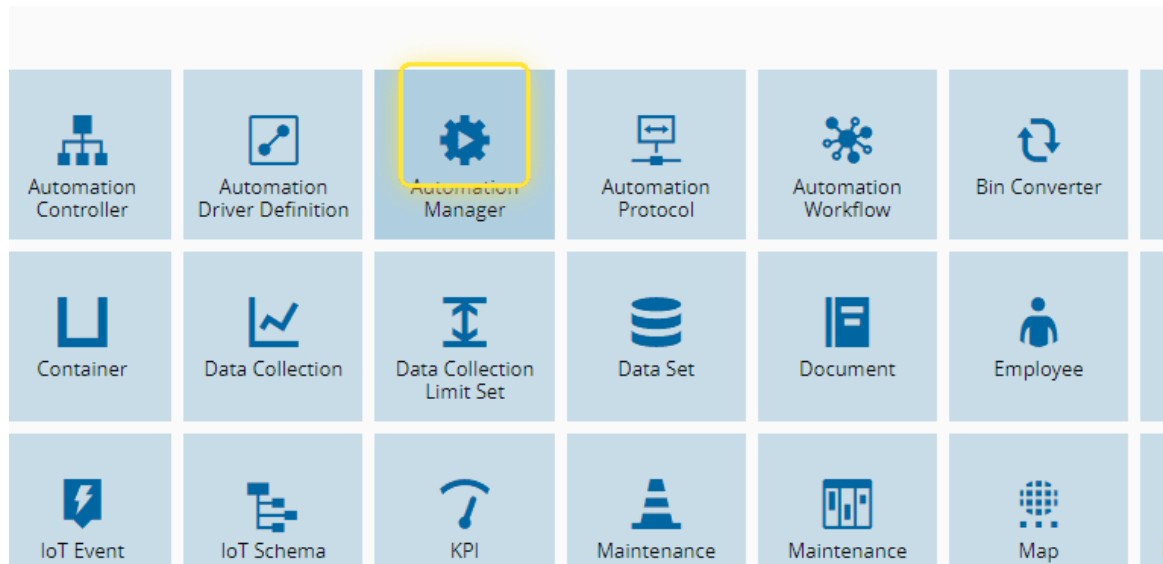 Automation
Controller
Automation
Driver Definition
Automation
Manager
Automation
Protocol
Automation
Workflow
Bin Converter
Container
Data Collection
Data Collection
Limit Set
Data Set
Document
Employee
IoT Event
IoT Schema
KPI
Maintenance
Maintenance
Map